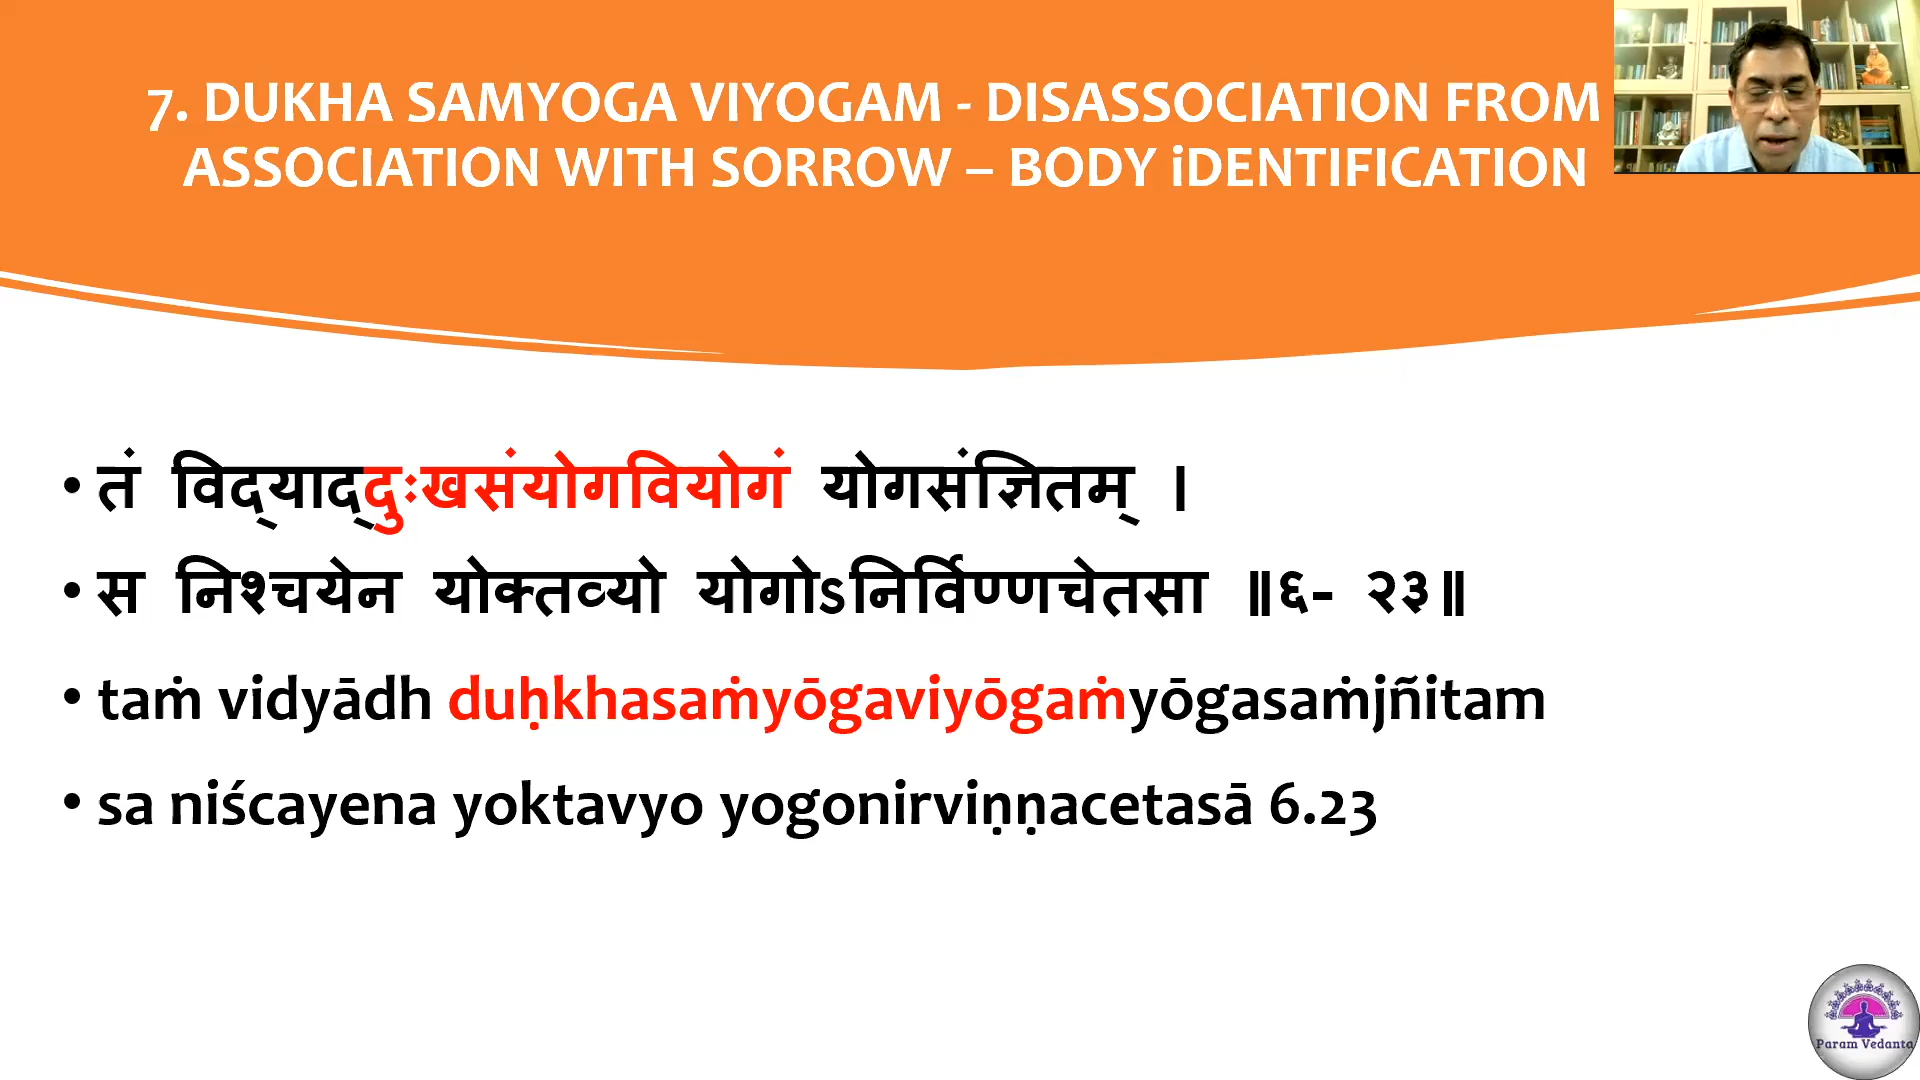 7. DUKHA SAMYOGA VIYOGAM - DISASSOCIATION FROM
ASSOCIATION WITH SORROW – BODY iDENTIFICATION
• तं विद्‌याद्‌दुःखसंयोगवियोगं योगसंज्ञितम् ।
• स निश्चयेन योक्तव्यो योगोऽनिर्विण्णचेतसा ॥६- २३॥
• taṁ vidyādh duḥkhasaṁyōgaviyōgaṁyōgasaṁjñitam
• sa niścayena yoktavyo yogonirviṇṇacetasā 6.23
Param Vedanta